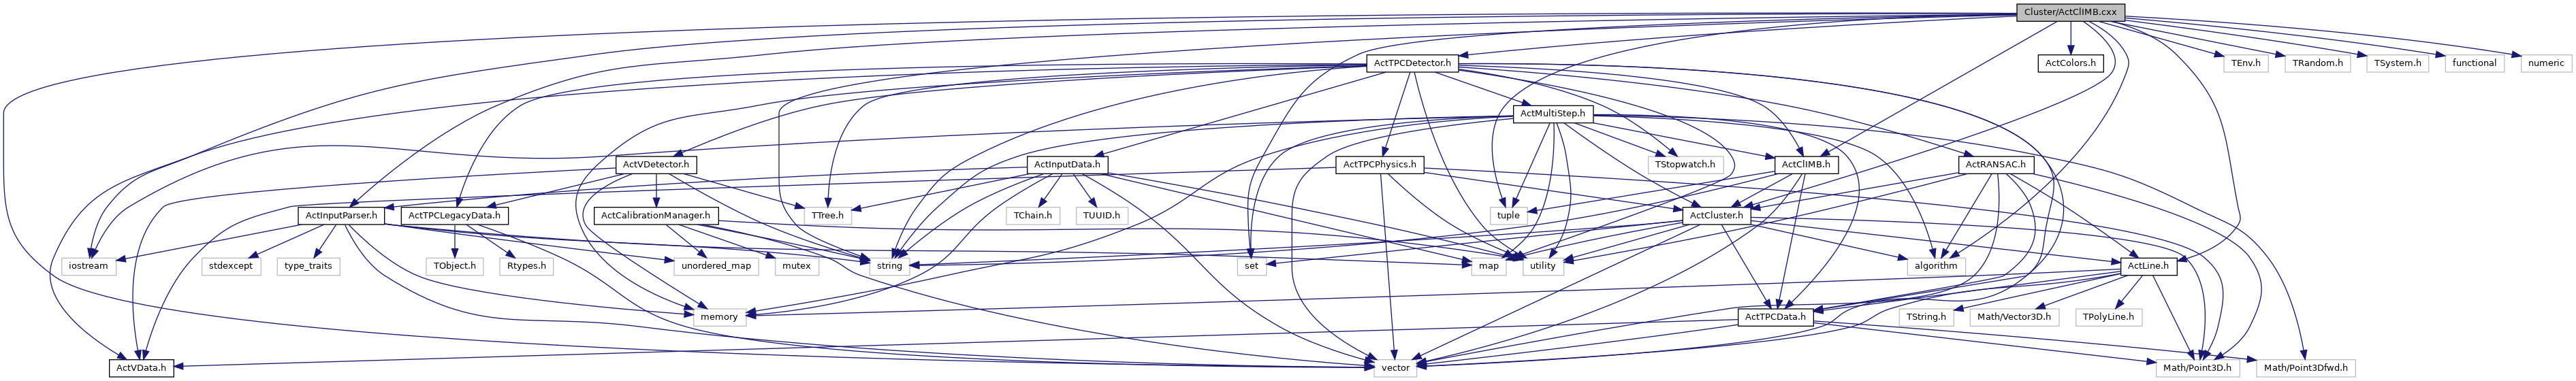 Cluster/ActClIMB.cxx
ActTPCDetector.h
ActColors.h
TEnv.h
TRandom.h
TSystem.h
functional
numeric
ActMultiStep.h
ActVDetector.h
ActInputData.h
ActTPCPhysics.h
TStopwatch.h
ActClIMB.h
ActRANSAC.h
ActInputParser.h
ActTPCLegacyData.h
ActCalibrationManager.h
TTree.h
TChain.h
TUUID.h
tuple
ActCluster.h
iostream
stdexcept
type_traits
TObject.h
Rtypes.h
unordered_map
mutex
string
set
map
utility
algorithm
ActLine.h
memory
ActTPCData.h
TString.h
Math/Vector3D.h
TPolyLine.h
ActVData.h
vector
Math/Point3D.h
Math/Point3Dfwd.h